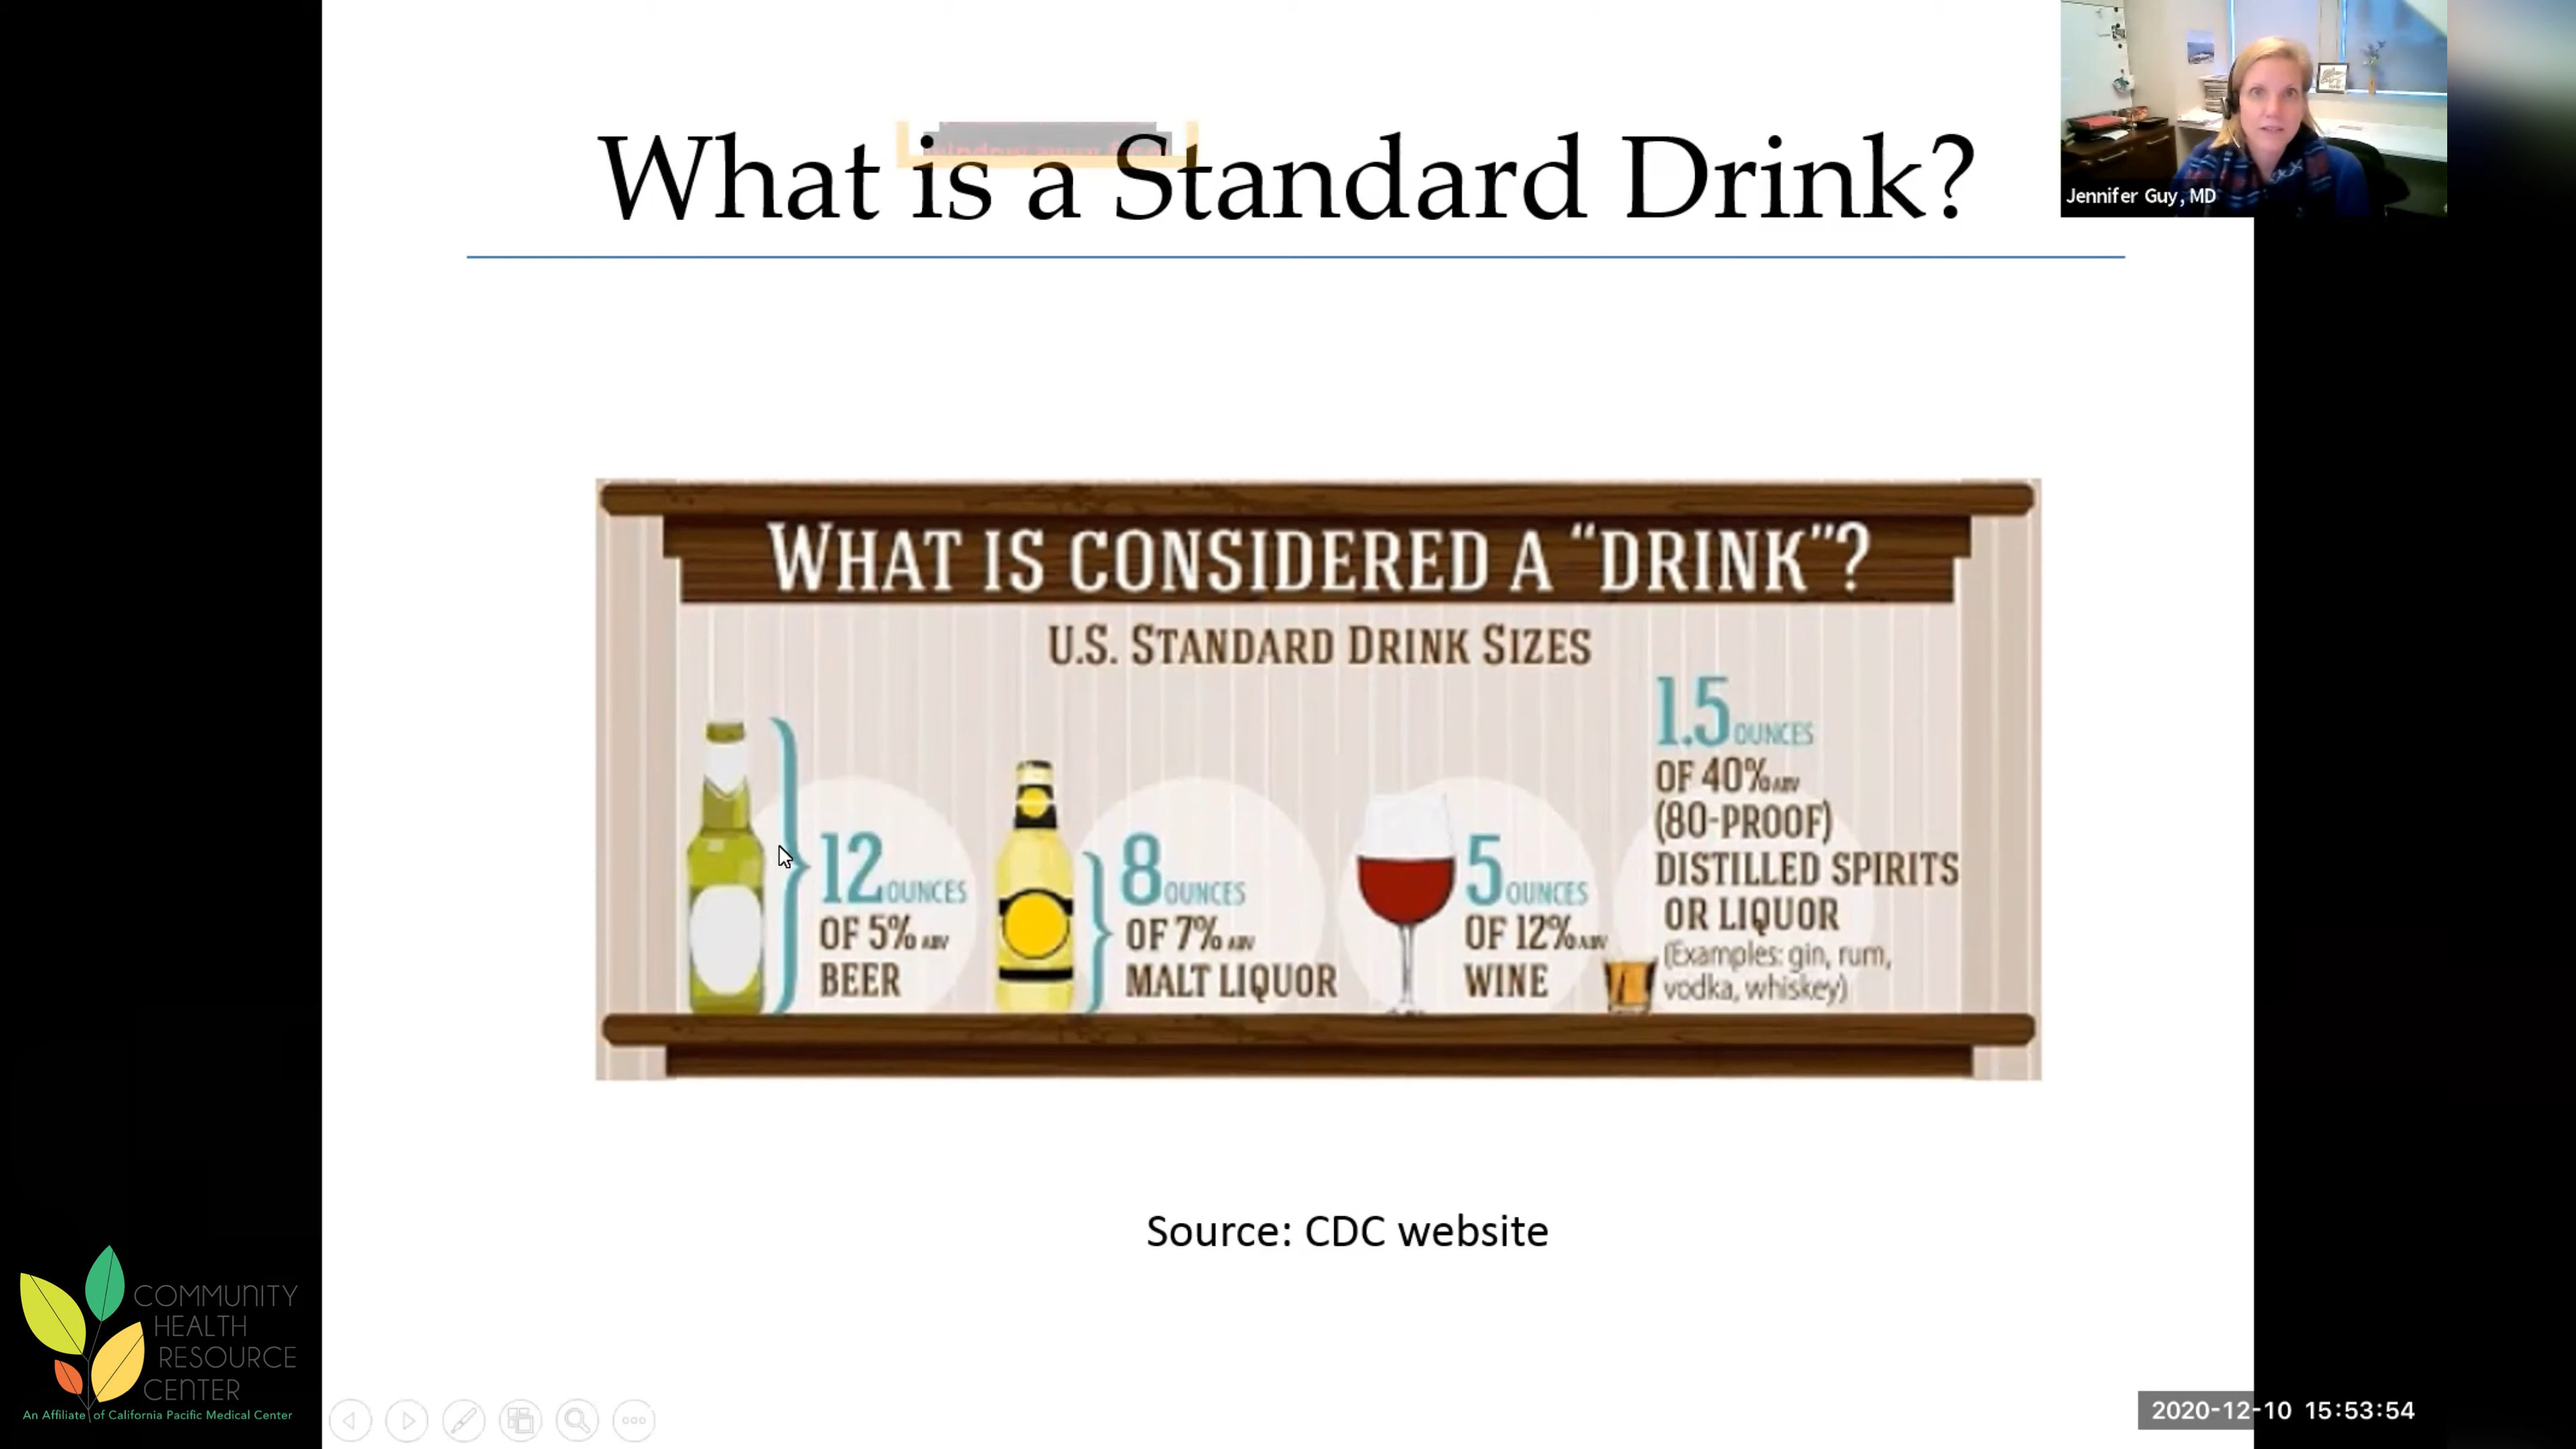 What is a Standard Drink?
Jennifer Guy, MD
WHAT IS CONSIDERED A “DRINK”?
U.S. STANDARD DRINK SIZES
12 OUNCES
OF 5% ABV
BEER
8 OUNCES
OF 7% ABV
MALT LIQUOR
5 OUNCES
OF 12% ABV
WINE
1.5 OUNCES
OF 40% ABV
(80-PROOF)
DISTILLED SPIRITS
OR LIQUOR
(Examples: gin, rum,
vodka, whiskey)
Source: CDC website
COMMUNITY
HEALTH
RESOURCE
CENTER
An Affiliate of California Pacific Medical Center
2020-12-10 15:53:54